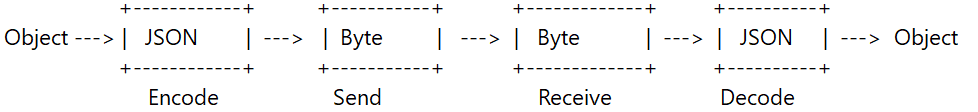 +------------+ +-----------+ +-------------+ +----------+
Object ---> | JSON | ---> | Byte | ---> | Byte | ---> | JSON | ---> Object
+------------+ +-----------+ +-------------+ +----------+
Encode Send Receive Decode